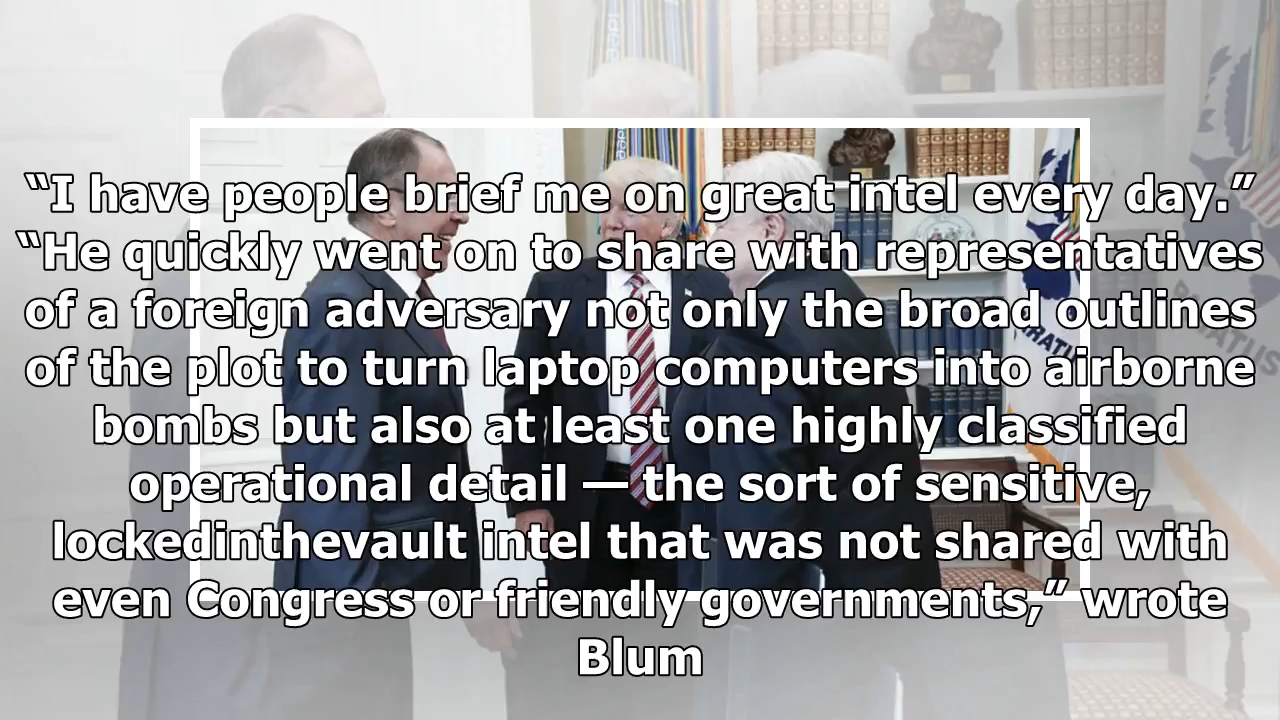 “I have people brief me on great intel every day.”
“He quickly went on to share with representatives
of a foreign adversary not only the broad outlines
of the plot to turn laptop computers into airborne
bombs but also at least one highly classified
operational detail — the sort of sensitive,
lockedinthevault intel that was not shared with
even Congress or friendly governments,” wrote
Blum